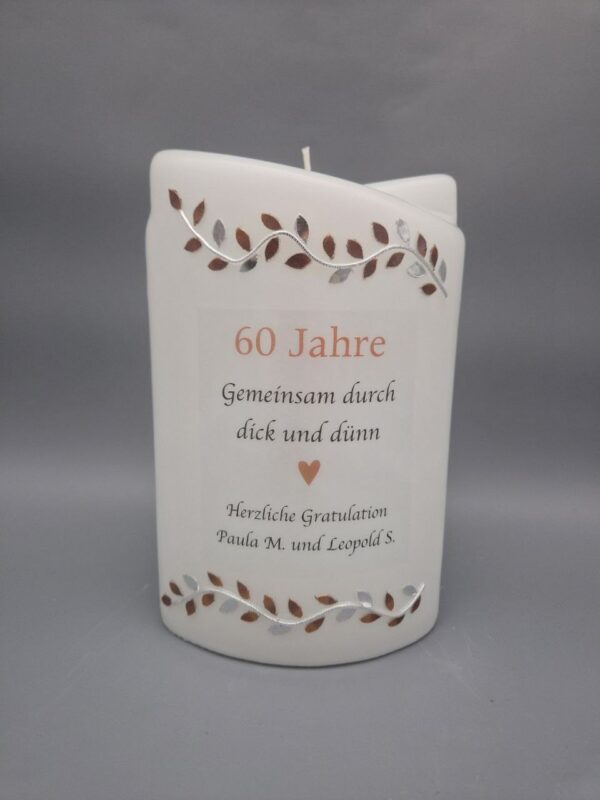 60 Jahre
Gemeinsam durch
dick und dünn
Herzliche Gratulation
Paula M. und Leopold S.